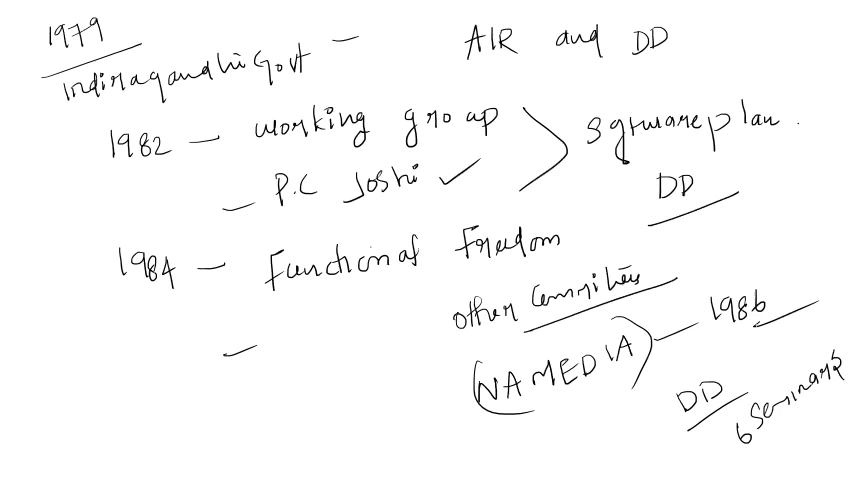 1979
Indiragandhi Govt - AIR and DD
1982 - working group
- P.C Joshi ✓
softwareplan.
DD
1984 - Functional Freedom
-
other Committees
(NAMEDIA) - 1986
DD
6 Seminars